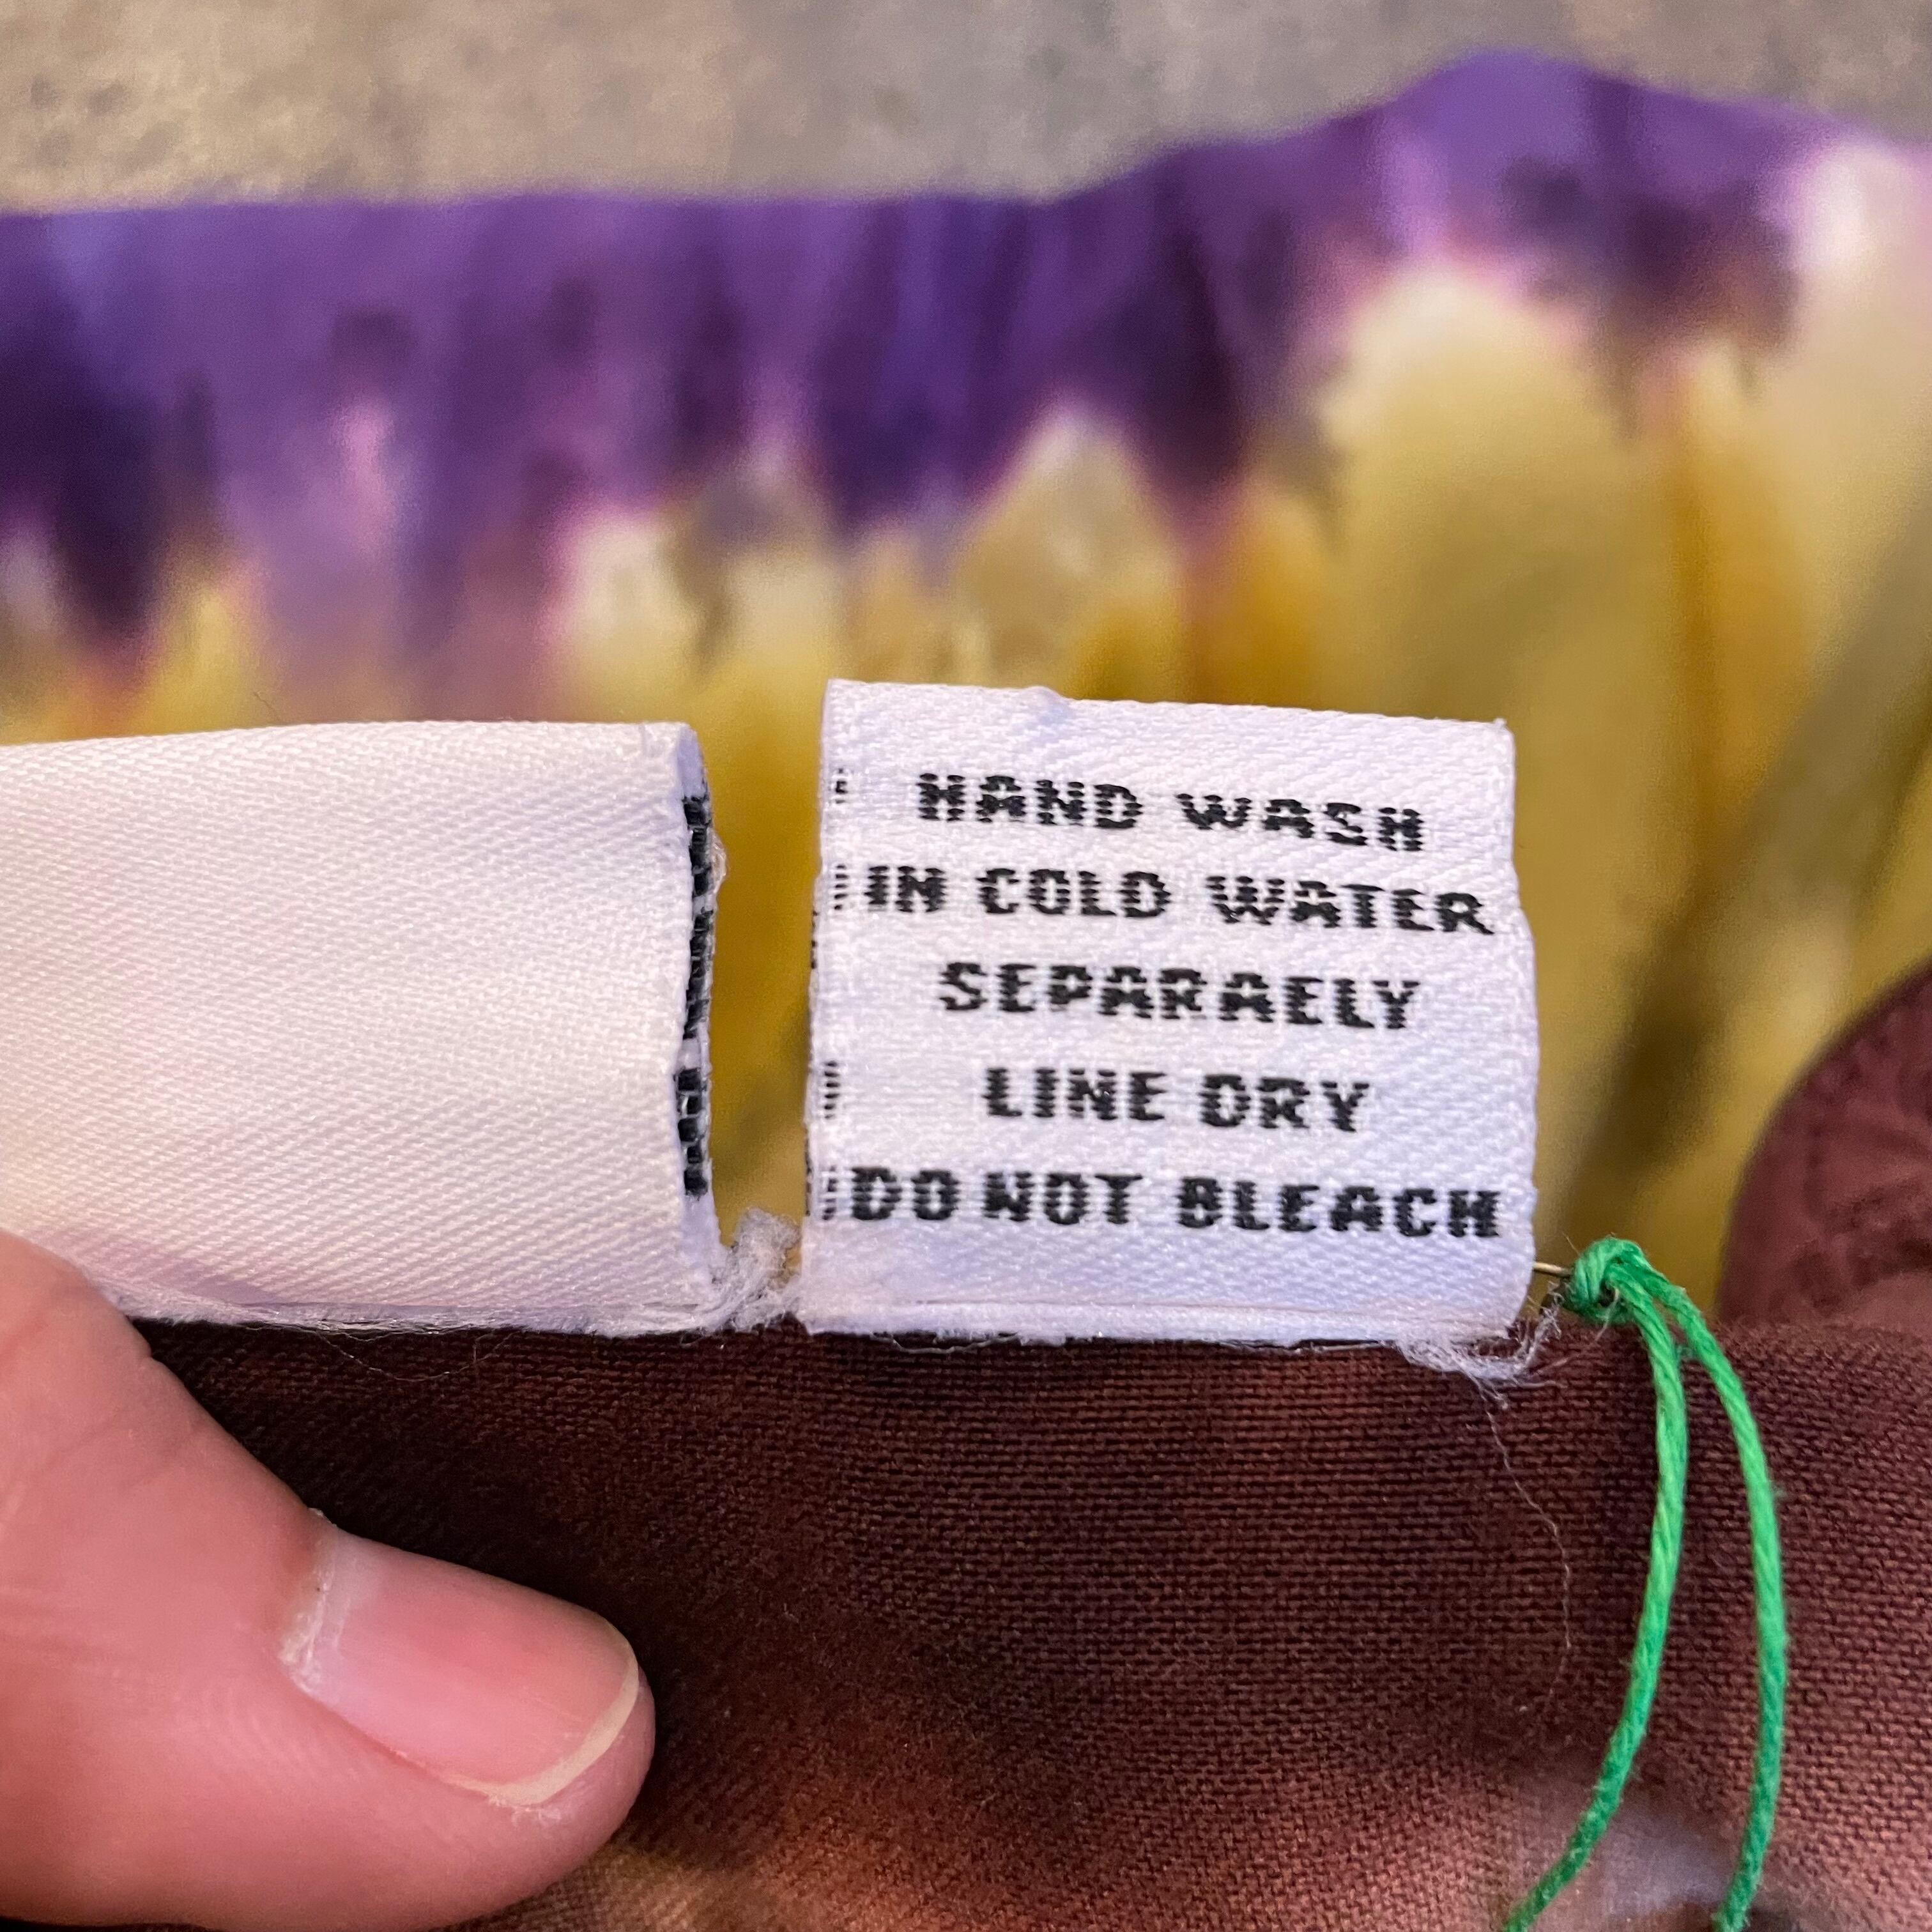 HAND WASH
IN COLD WATER
SEPARAELY
LINE DRY
DO NOT BLEACH